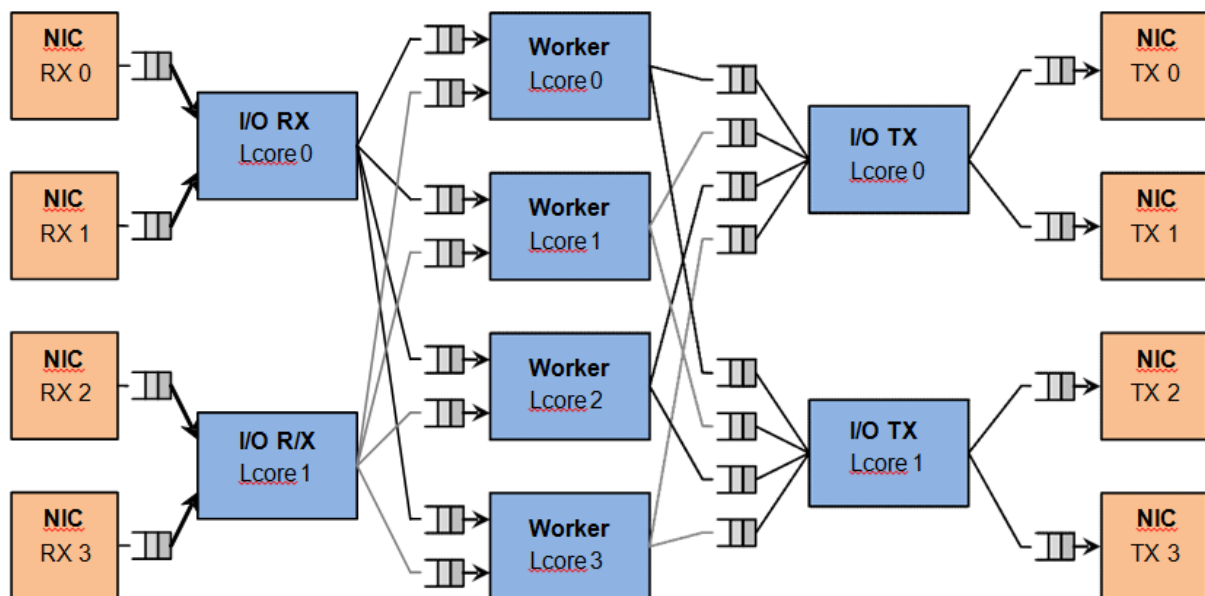 NIC
RX 0
I/O RX
Lcore 0
Worker
Lcore 0
I/O TX
Lcore 0
NIC
TX 0
NIC
RX 1
Worker
Lcore 1
NIC
TX 1
NIC
RX 2
I/O R/X
Lcore 1
Worker
Lcore 2
I/O TX
Lcore 1
NIC
TX 2
NIC
RX 3
Worker
Lcore 3
NIC
TX 3